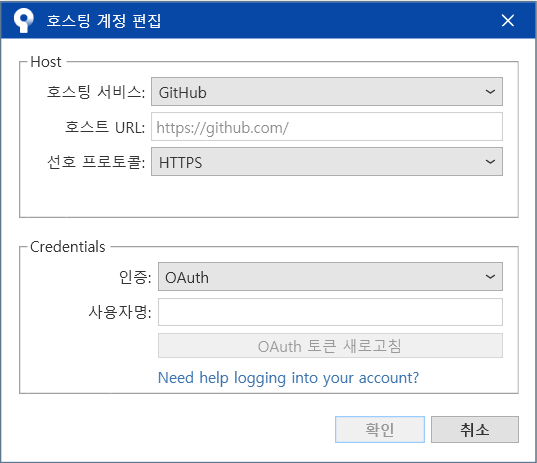 호스팅 계정 편집
Host
호스팅 서비스: GitHub
호스트 URL: https://github.com/
선호 프로토콜: HTTPS
Credentials
인증: OAuth
사용자명:
OAuth 토큰 새로고침
Need help logging into your account?
확인 취소